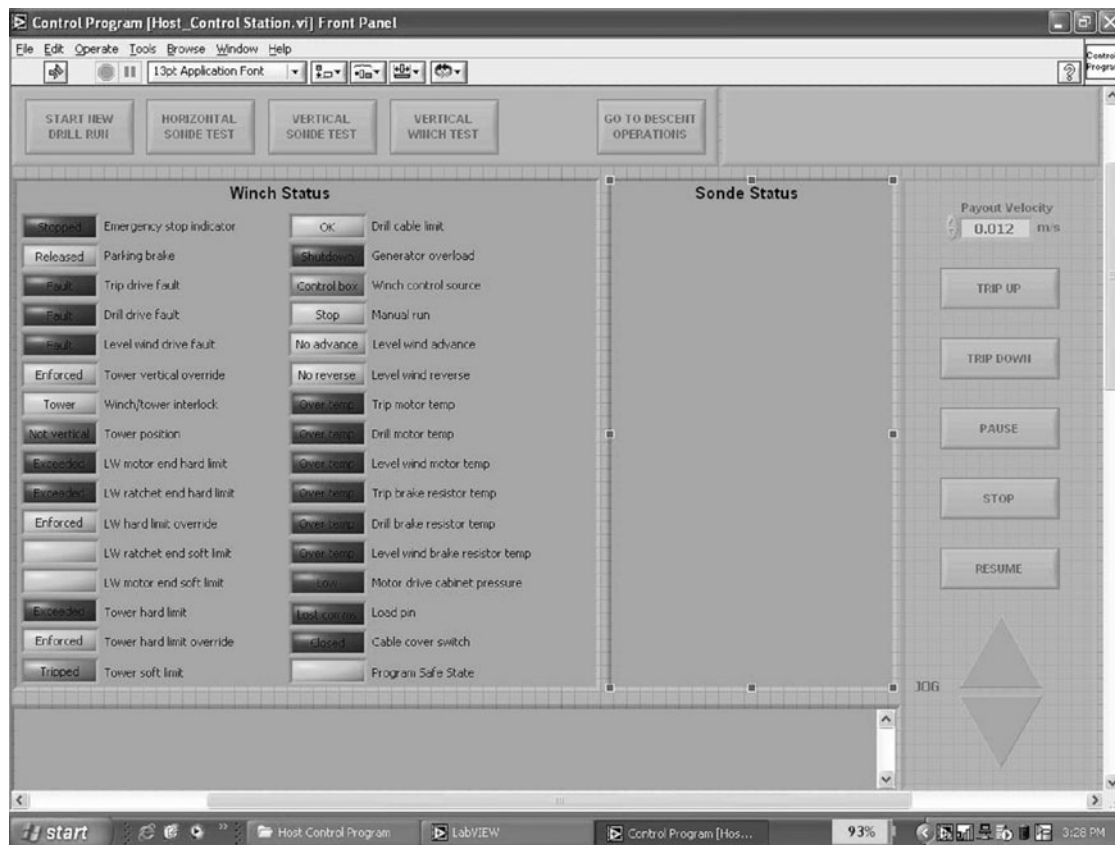 Control Program [Host_Control Station.vi] Front Panel
File Edit Operate Tools Browse Window Help
13pt Application Font
Control
Progra
START NEW DRILL RUN
HORIZONTAL SONDE TEST
VERTICAL SONDE TEST
VERTICAL WINCH TEST
GO TO DESCENT OPERATIONS
Winch Status
Stopped Emergency stop indicator
Released Parking brake
Fault Trip drive fault
Fault Drill drive fault
Fault Level wind drive fault
Enforced Tower vertical override
Tower Winch/tower interlock
Not vertical Tower position
Exceeded LW motor end hard limit
Exceeded LW ratchet end hard limit
Enforced LW hard limit override
LW ratchet end soft limit
LW motor end soft limit
Exceeded Tower hard limit
Enforced Tower hard limit override
Tripped Tower soft limit
OK Drill cable limit
Shutdown Generator overload
Control box Winch control source
Stop Manual run
No advance Level wind advance
No reverse Level wind reverse
Over temp Trip motor temp
Over temp Drill motor temp
Over temp Level wind motor temp
Over temp Trip brake resistor temp
Over temp Drill brake resistor temp
Over temp Level wind brake resistor temp
Low Motor drive cabinet pressure
Lost comms Load pin
Closed Cable cover switch
Program Safe State
Sonde Status
Payout Velocity
0.012 m/s
TRIP UP
TRIP DOWN
PAUSE
STOP
RESUME
JOG
start
Host Control Program
LabVIEW
Control Program [Hos...
93%
3:28 PM